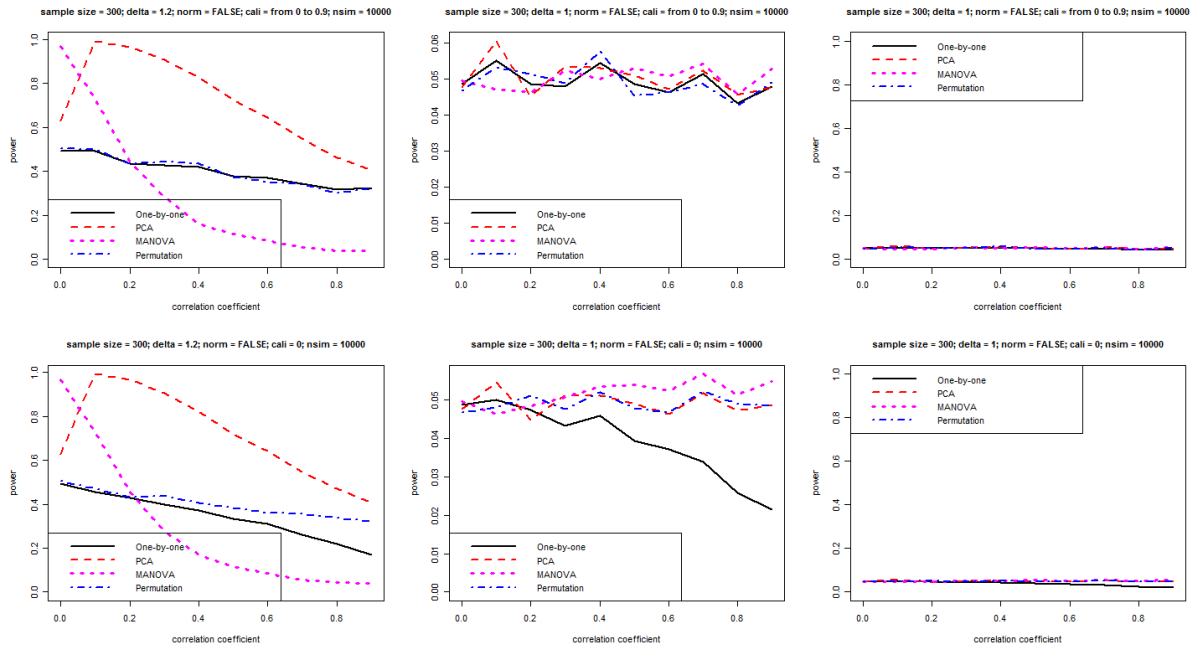 sample size = 300; delta = 1.2; norm = FALSE; cali = from 0 to 0.9; nsim = 10000
power
0.0
0.2
0.4
0.6
0.8
1.0
One-by-one
PCA
MANOVA
Permutation
0.0 0.2 0.4 0.6 0.8
correlation coefficient
sample size = 300; delta = 1; norm = FALSE; cali = from 0 to 0.9; nsim = 10000
power
0.00
0.01
0.02
0.03
0.04
0.05
0.06
One-by-one
PCA
MANOVA
Permutation
0.0 0.2 0.4 0.6 0.8
correlation coefficient
sample size = 300; delta = 1; norm = FALSE; cali = from 0 to 0.9; nsim = 10000
power
0.0
0.2
0.4
0.6
0.8
1.0
One-by-one
PCA
MANOVA
Permutation
0.0 0.2 0.4 0.6 0.8
correlation coefficient
sample size = 300; delta = 1.2; norm = FALSE; cali = 0; nsim = 10000
power
0.0
0.2
0.4
0.6
0.8
1.0
One-by-one
PCA
MANOVA
Permutation
0.0 0.2 0.4 0.6 0.8
correlation coefficient
sample size = 300; delta = 1; norm = FALSE; cali = 0; nsim = 10000
power
0.00
0.01
0.02
0.03
0.04
0.05
One-by-one
PCA
MANOVA
Permutation
0.0 0.2 0.4 0.6 0.8
correlation coefficient
sample size = 300; delta = 1; norm = FALSE; cali = 0; nsim = 10000
power
0.0
0.2
0.4
0.6
0.8
1.0
One-by-one
PCA
MANOVA
Permutation
0.0 0.2 0.4 0.6 0.8
correlation coefficient